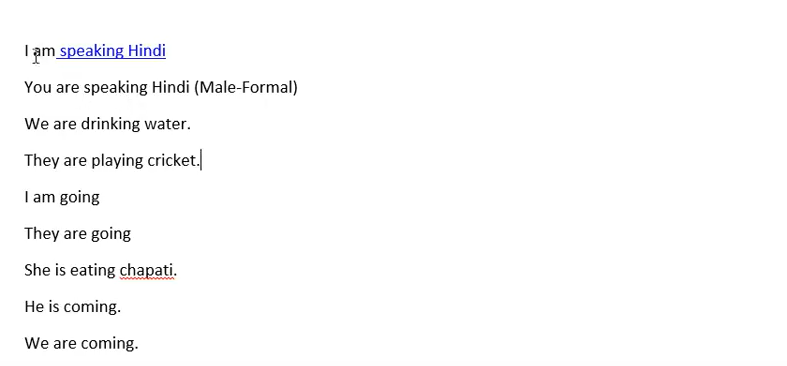 I am speaking Hindi
You are speaking Hindi (Male-Formal)
We are drinking water.
They are playing cricket.
I am going
They are going
She is eating chapati.
He is coming.
We are coming.